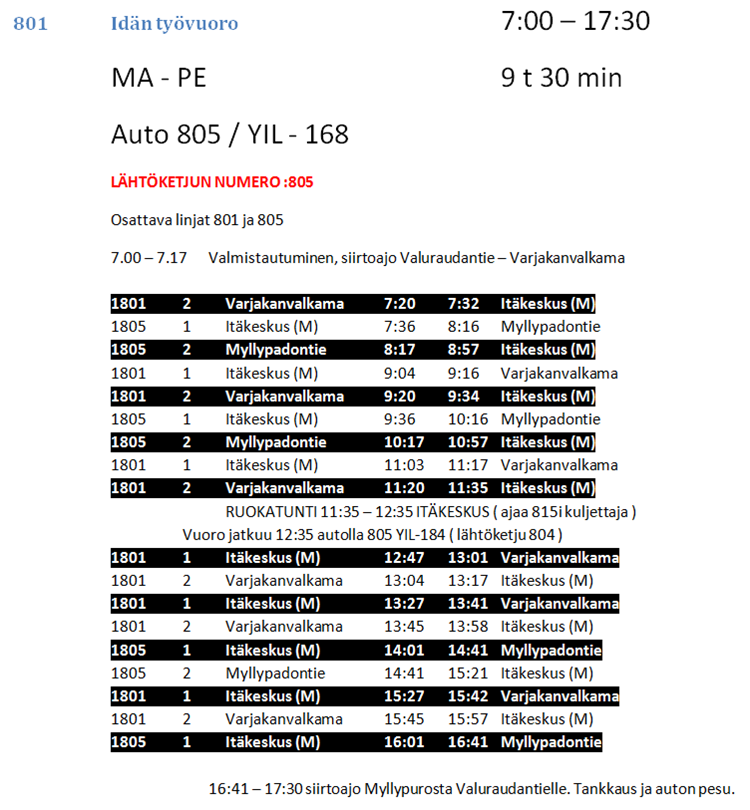 801 Idän työvuoro 7:00 – 17:30
MA - PE 9 t 30 min
Auto 805 / YIL - 168
LÄHTÖKETJUN NUMERO :805
Osattava linjat 801 ja 805
7.00 – 7.17 Valmistautuminen, siirtoajo Valuraudantie – Varjakanvalkama
1801 2 Varjakanvalkama 7:20 7:32 Itäkeskus (M)
1805 1 Itäkeskus (M) 7:36 8:16 Myllypadontie
1805 2 Myllypadontie 8:17 8:57 Itäkeskus (M)
1801 1 Itäkeskus (M) 9:04 9:16 Varjakanvalkama
1801 2 Varjakanvalkama 9:20 9:34 Itäkeskus (M)
1805 1 Itäkeskus (M) 9:36 10:16 Myllypadontie
1805 2 Myllypadontie 10:17 10:57 Itäkeskus (M)
1801 1 Itäkeskus (M) 11:03 11:17 Varjakanvalkama
1801 2 Varjakanvalkama 11:20 11:35 Itäkeskus (M)
RUOKATUNTI 11:35 – 12:35 ITÄKESKUS ( ajaa 815i kuljettaja )
Vuoro jatkuu 12:35 autolla 805 YIL-184 ( lähtöketju 804 )
1801 1 Itäkeskus (M) 12:47 13:01 Varjakanvalkama
1801 2 Varjakanvalkama 13:04 13:17 Itäkeskus (M)
1801 1 Itäkeskus (M) 13:27 13:41 Varjakanvalkama
1801 2 Varjakanvalkama 13:45 13:58 Itäkeskus (M)
1805 1 Itäkeskus (M) 14:01 14:41 Myllypadontie
1805 2 Myllypadontie 14:41 15:21 Itäkeskus (M)
1801 1 Itäkeskus (M) 15:27 15:42 Varjakanvalkama
1801 2 Varjakanvalkama 15:45 15:57 Itäkeskus (M)
1805 1 Itäkeskus (M) 16:01 16:41 Myllypadontie
16:41 – 17:30 siirtoajo Myllypurosta Valuraudantielle. Tankkaus ja auton pesu.